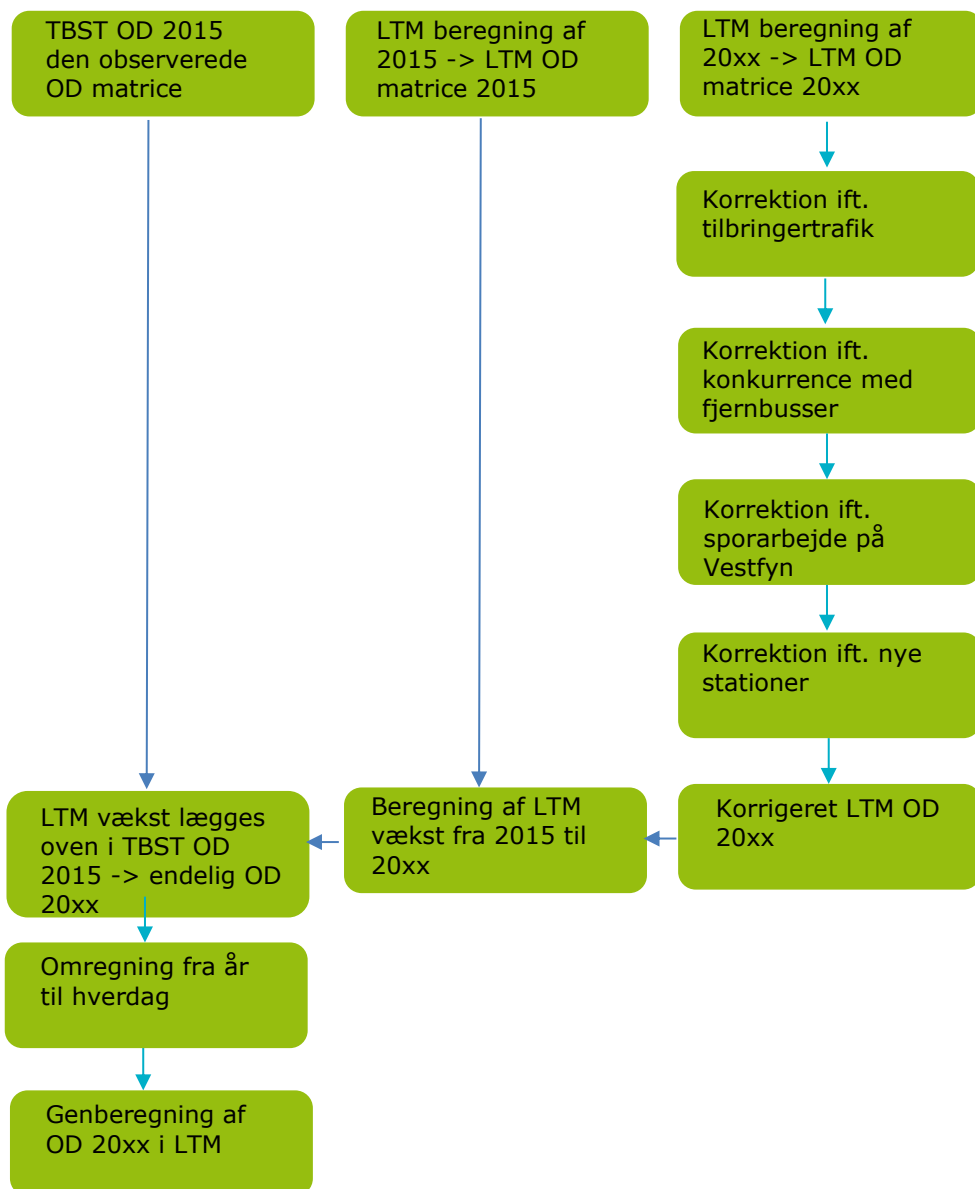 TBST OD 2015
den observerede
OD matrice
LTM beregning af
2015 -> LTM OD
matrice 2015
LTM beregning af
20xx -> LTM OD
matrice 20xx
Korrektion ift.
tilbringertrafik
Korrektion ift.
konkurrence med
fjernbusser
Korrektion ift.
sporarbejde på
Vestfyn
Korrektion ift. nye
stationer
Korrigeret LTM OD
20xx
Beregning af LTM
vækst fra 2015 til
20xx
LTM vækst lægges
oven i TBST OD
2015 -> endelig OD
20xx
Omregning fra år
til hverdag
Genberegning af
OD 20xx i LTM